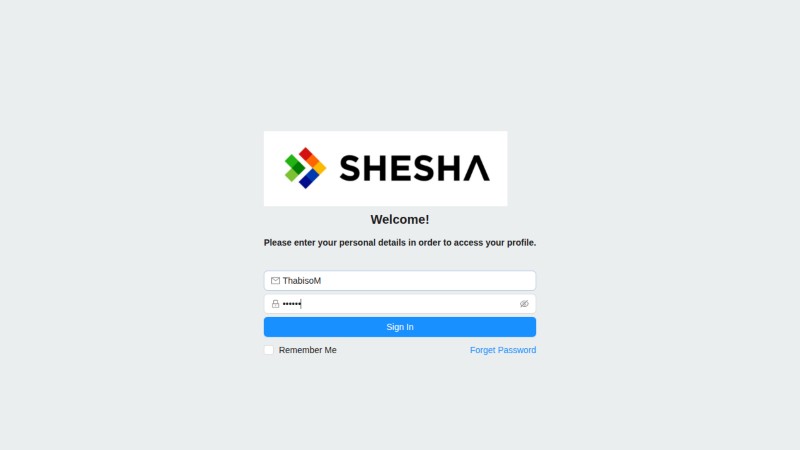 SHESHA
Welcome!
Please enter your personal details in order to access your profile.
ThabisoM
••••••
Sign In
Remember Me
Forget Password